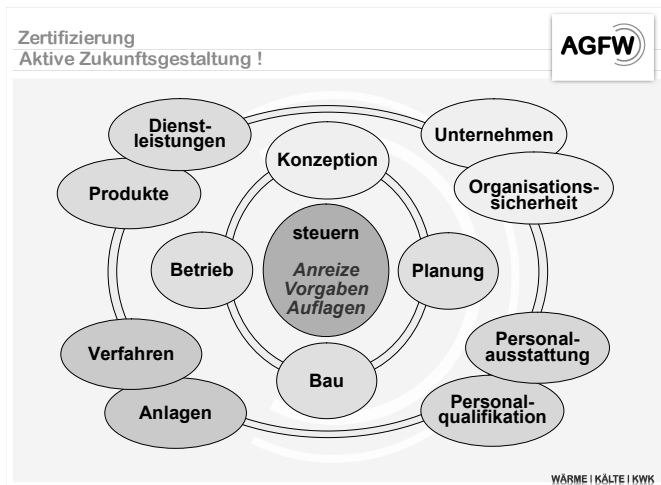 Zertifizierung
Aktive Zukunftsgestaltung !
AGFW
Dienst-
leistungen
Unternehmen
Konzeption
Produkte
Organisations-
sicherheit
steuern
Betrieb
Anreize
Vorgaben
Auflagen
Planung
Verfahren
Personal-
ausstattung
Bau
Anlagen
Personal-
qualifikation
WÄRME | KÄLTE | KWK